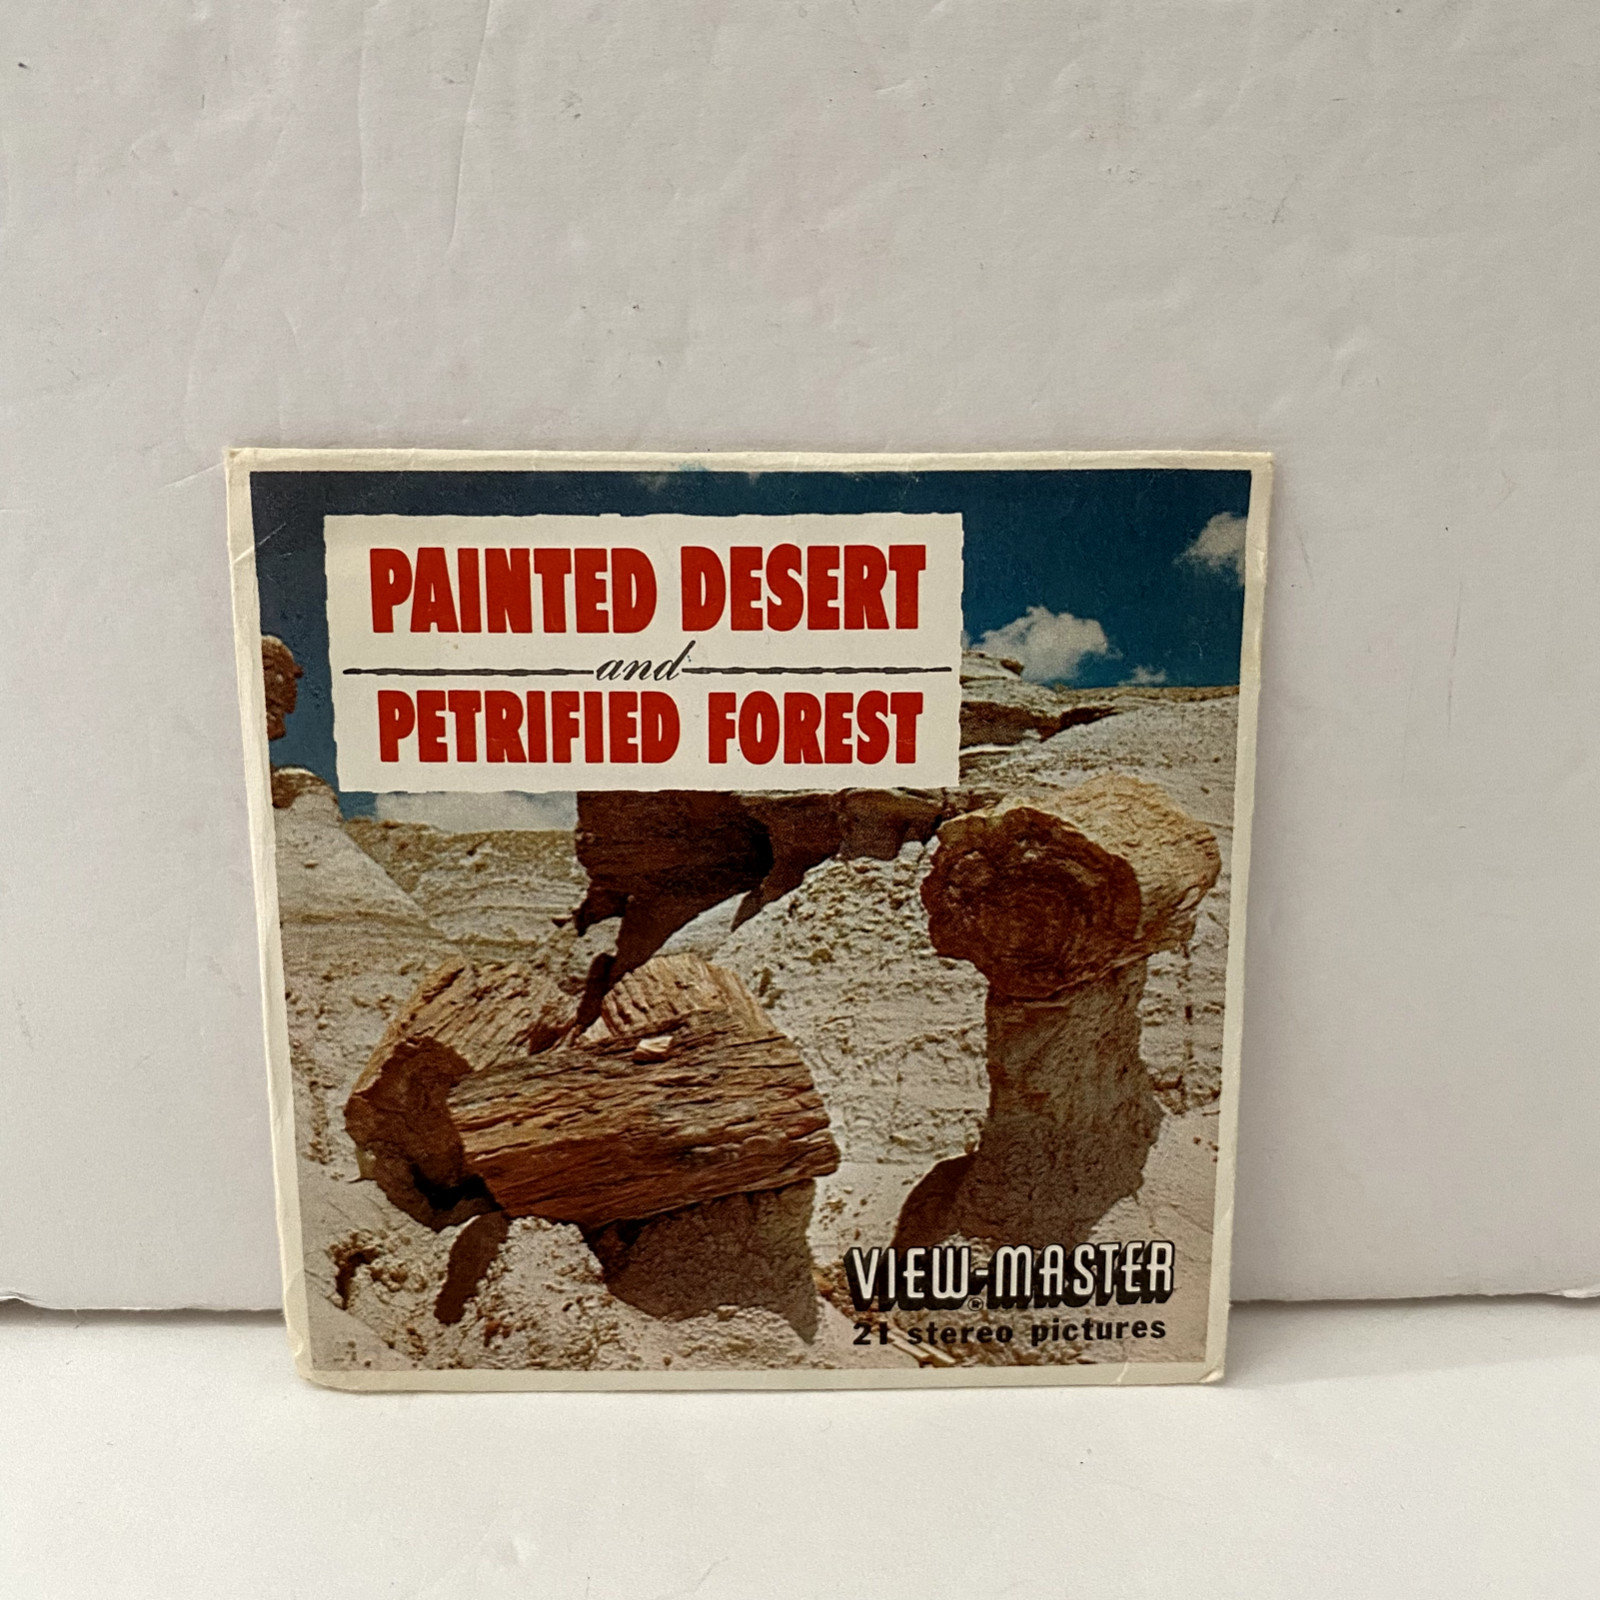 PAINTED DESERT
and
PETRIFIED FOREST
VIEW-MASTER
®
21 stereo pictures